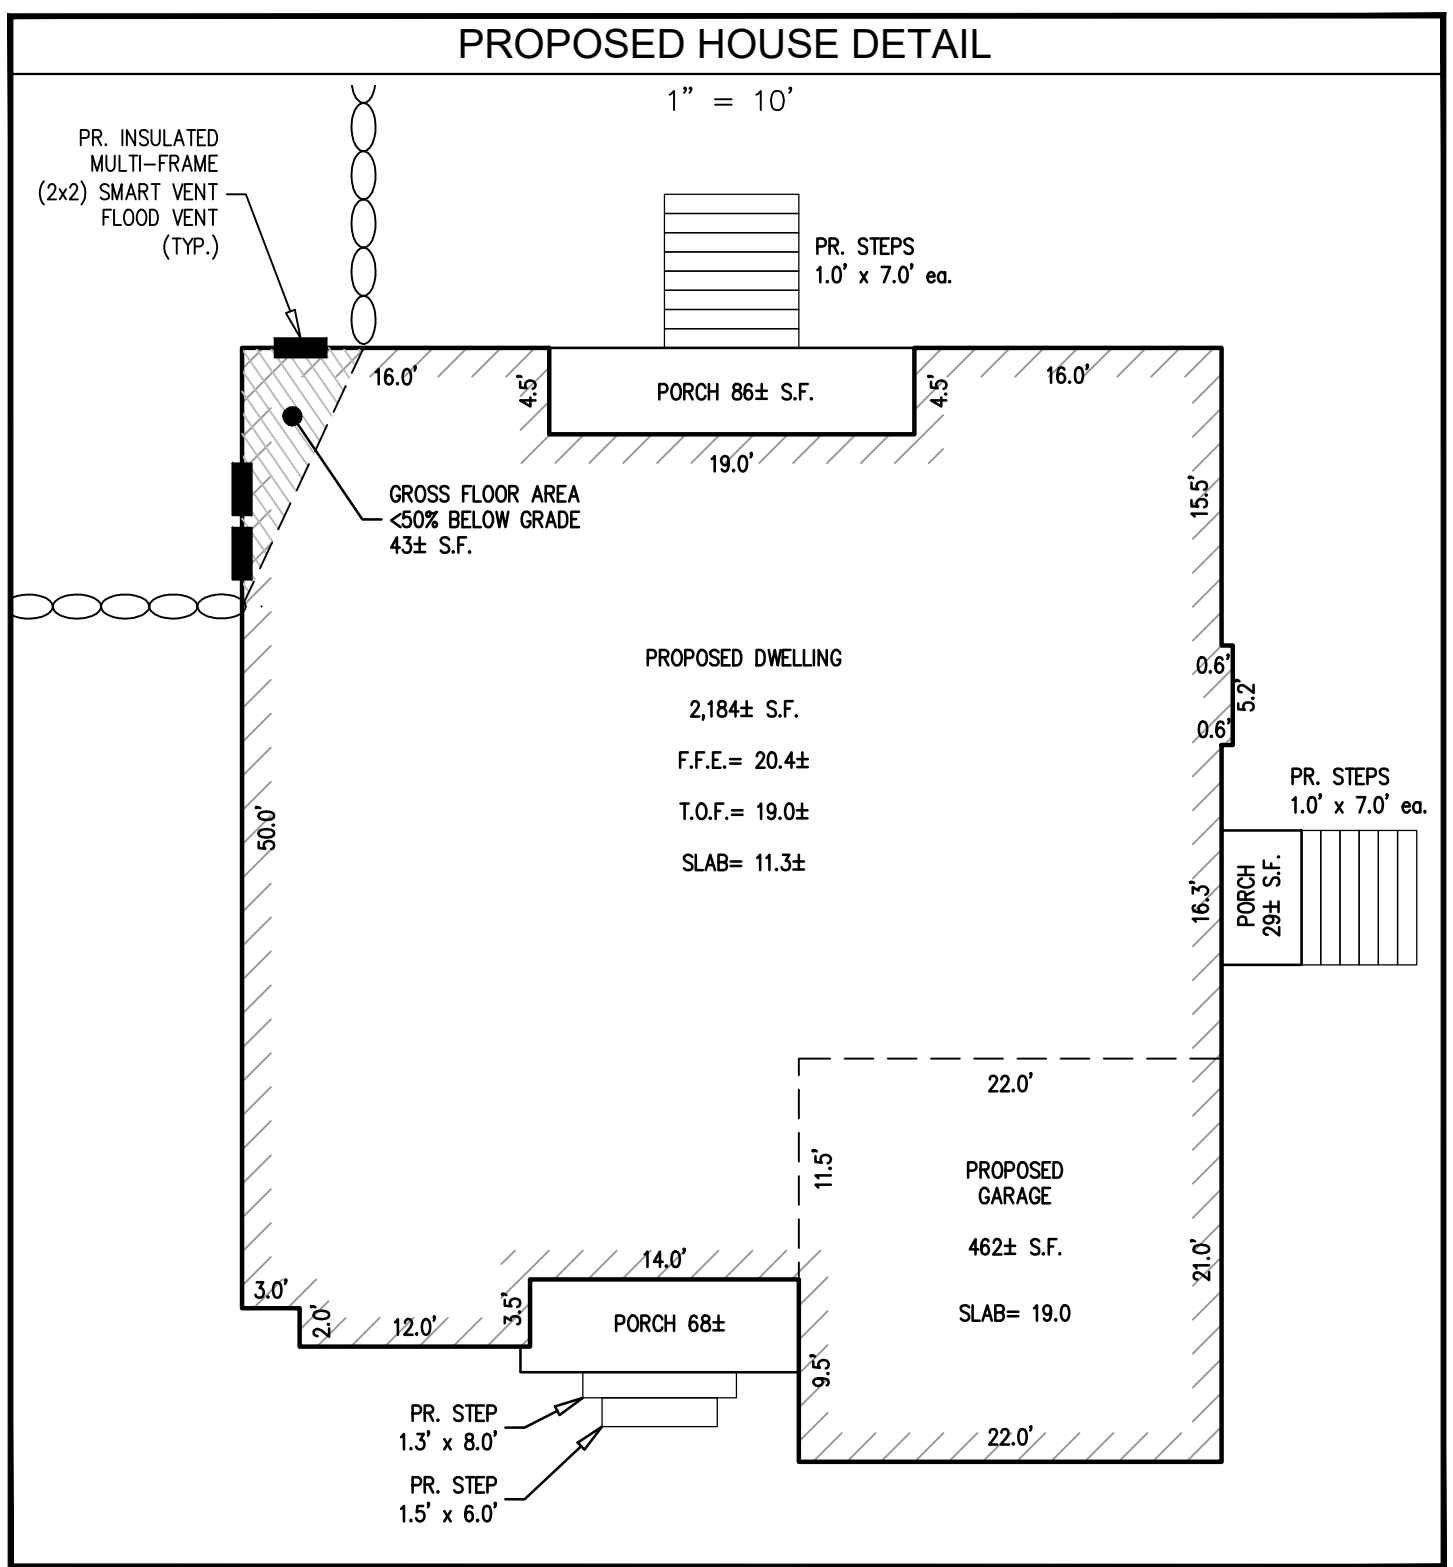 PROPOSED HOUSE DETAIL
1” = 10’
PR. INSULATED
MULTI-FRAME
(2x2) SMART VENT
FLOOD VENT
(TYP.)
PR. STEPS
1.0’ x 7.0’ ea.
16.0’
4.5’
PORCH 86± S.F.
4.5’
16.0’
19.0’
GROSS FLOOR AREA
<50% BELOW GRADE
43± S.F.
15.5’
PROPOSED DWELLING
2,184± S.F.
F.F.E.= 20.4±
T.O.F.= 19.0±
SLAB= 11.3±
0.6’
5.2’
0.6’
PR. STEPS
1.0’ x 7.0’ ea.
50.0’
16.3’
PORCH
29± S.F.
22.0’
11.5’
PROPOSED
GARAGE
462± S.F.
SLAB= 19.0
21.0’
14.0’
3.0’
2.0’
12.0’
3.5’
PORCH 68±
9.5’
22.0’
PR. STEP
1.3’ x 8.0’
PR. STEP
1.5’ x 6.0’